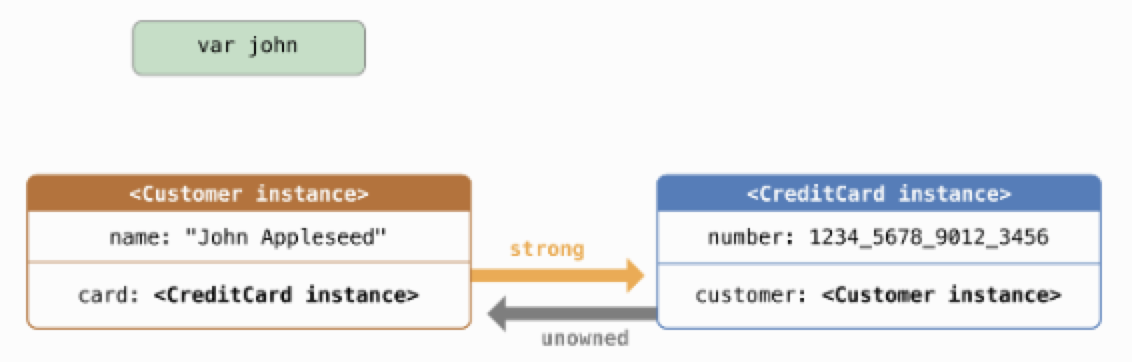 var john
<Customer instance>
name: "John Appleseed"
card: <CreditCard instance>
strong
unowned
<CreditCard instance>
number: 1234_5678_9012_3456
customer: <Customer instance>